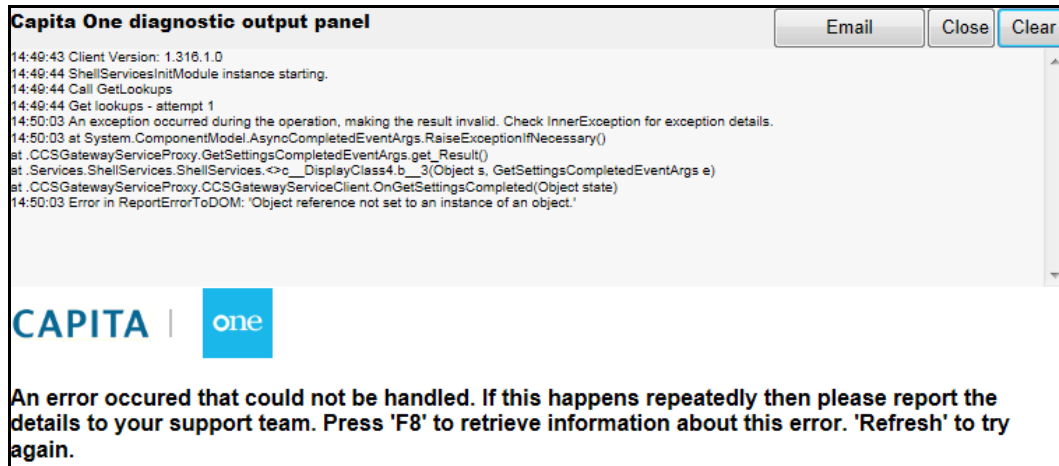 Capita One diagnostic output panel
Email
Close
Clear
14:49:43 Client Version: 1.316.1.0
14:49:44 ShellServicesInitModule instance starting.
14:49:44 Call GetLookups
14:49:44 Get lookups - attempt 1
14:50:03 An exception occurred during the operation, making the result invalid. Check InnerException for exception details.
14:50:03 at System.ComponentModel.AsyncCompletedEventArgs.RaiseExceptionIfNecessary()
at .CCSGatewayServiceProxy.GetSettingsCompletedEventArgs.get_Result()
at .Services.ShellServices.ShellServices.<>c__DisplayClass4.b__3(Object s, GetSettingsCompletedEventArgs e)
at .CCSGatewayServiceProxy.CCSGatewayServiceClient.OnGetSettingsCompleted(Object state)
14:50:03 Error in ReportErrorToDOM: 'Object reference not set to an instance of an object.'
CAPITA | one
An error occured that could not be handled. If this happens repeatedly then please report the
details to your support team. Press 'F8' to retrieve information about this error. 'Refresh' to try
again.